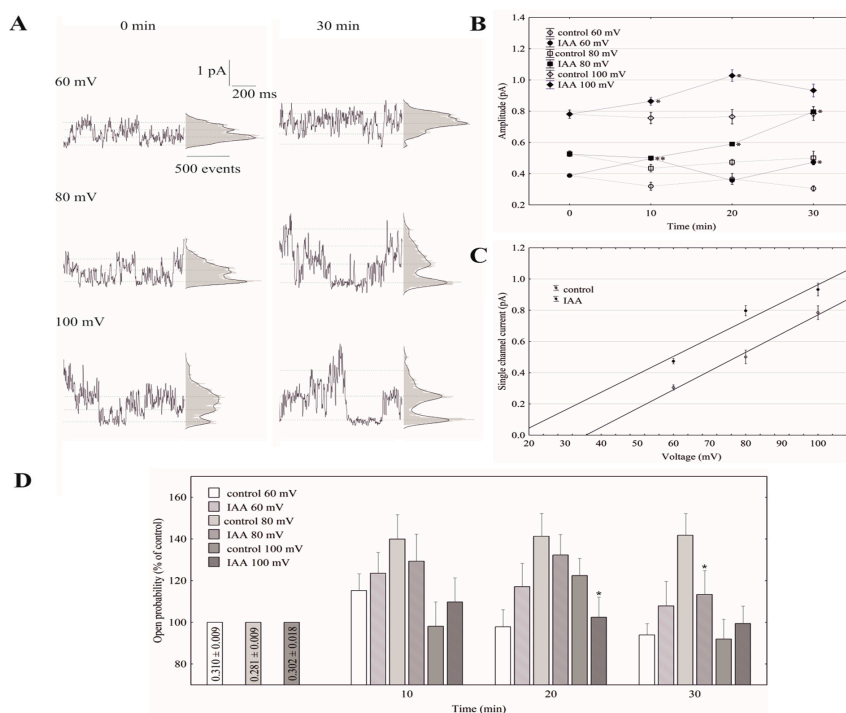 A
0 min
30 min
1 pA
200 ms
60 mV
500 events
80 mV
100 mV
B
control 60 mV
IAA 60 mV
control 80 mV
IAA 80 mV
control 100 mV
IAA 100 mV
1.4
1.2
1.0
0.8
0.6
0.4
0.2
Amplitude (pA)
*
*
**
*
*
*
0
10
20
30
Time (min)
C
control
IAA
1.2
1.0
0.8
0.6
0.4
0.2
0.0
Single channel current (pA)
20
30
40
50
60
70
80
90
100
Voltage (mV)
D
control 60 mV
IAA 60 mV
control 80 mV
IAA 80 mV
control 100 mV
IAA 100 mV
160
140
120
100
80
Open probability (% of control)
0.310 ± 0.009
0.281 ± 0.009
0.302 ± 0.018
*
*
10
20
30
Time (min)